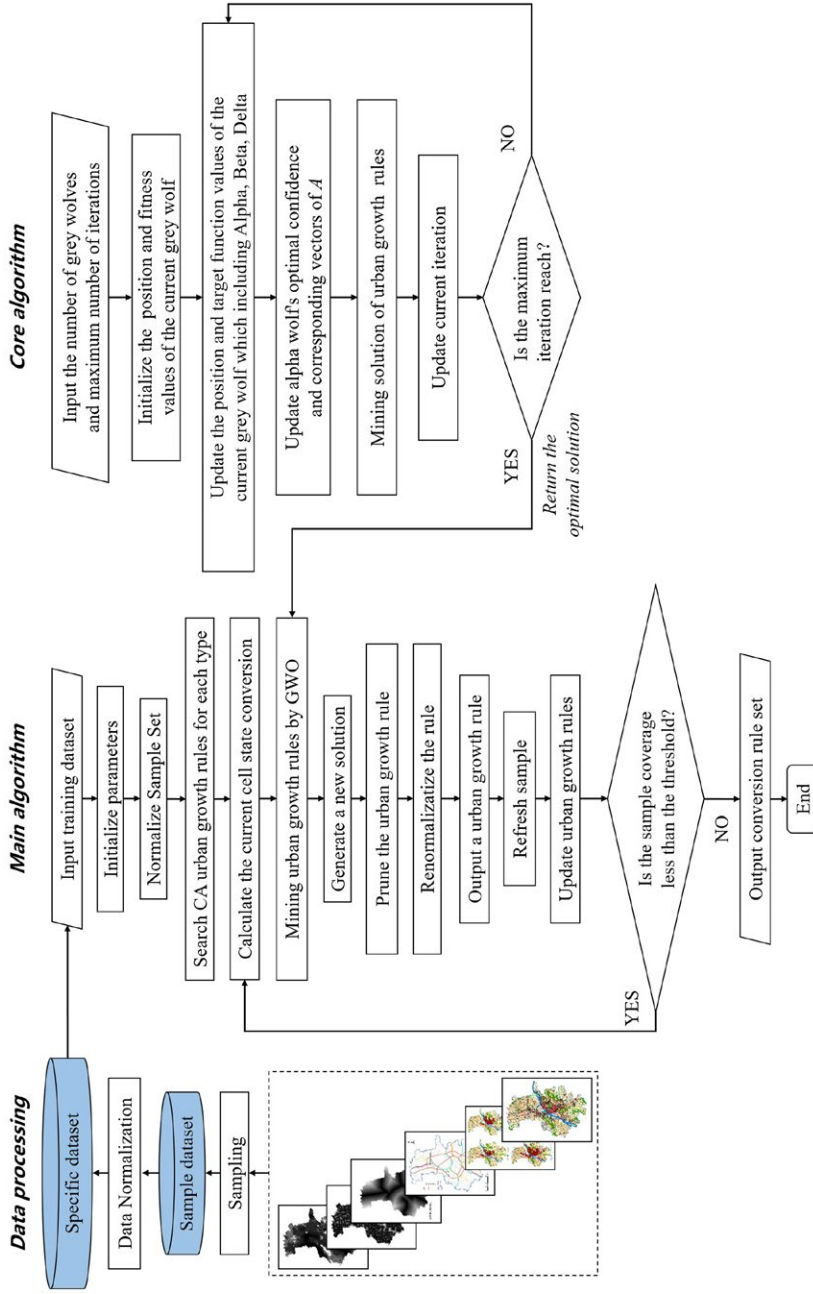 Data processing
Specific dataset
Data Normalization
Sample dataset
Sampling
Main algorithm
Input training dataset
Initialize parameters
Normalize Sample Set
Search CA urban growth rules for each type
Calculate the current cell state conversion
Mining urban growth rules by GWO
Generate a new solution
Prune the urban growth rule
Renormalizatize the rule
Output a urban growth rule
Refresh sample
Update urban growth rules
Is the sample coverage
less than the threshold?
YES
NO
Output conversion rule set
End
Core algorithm
Input the number of grey wolves
and maximum number of iterations
Initialize the position and fitness
values of the current grey wolf
Update the position and target function values of the
current grey wolf which including Alpha, Beta, Delta
Update alpha wolf's optimal confidence
and corresponding vectors of A
Mining solution of urban growth rules
Update current iteration
Is the maximum
iteration reach?
YES
NO
Return the
optimal solution